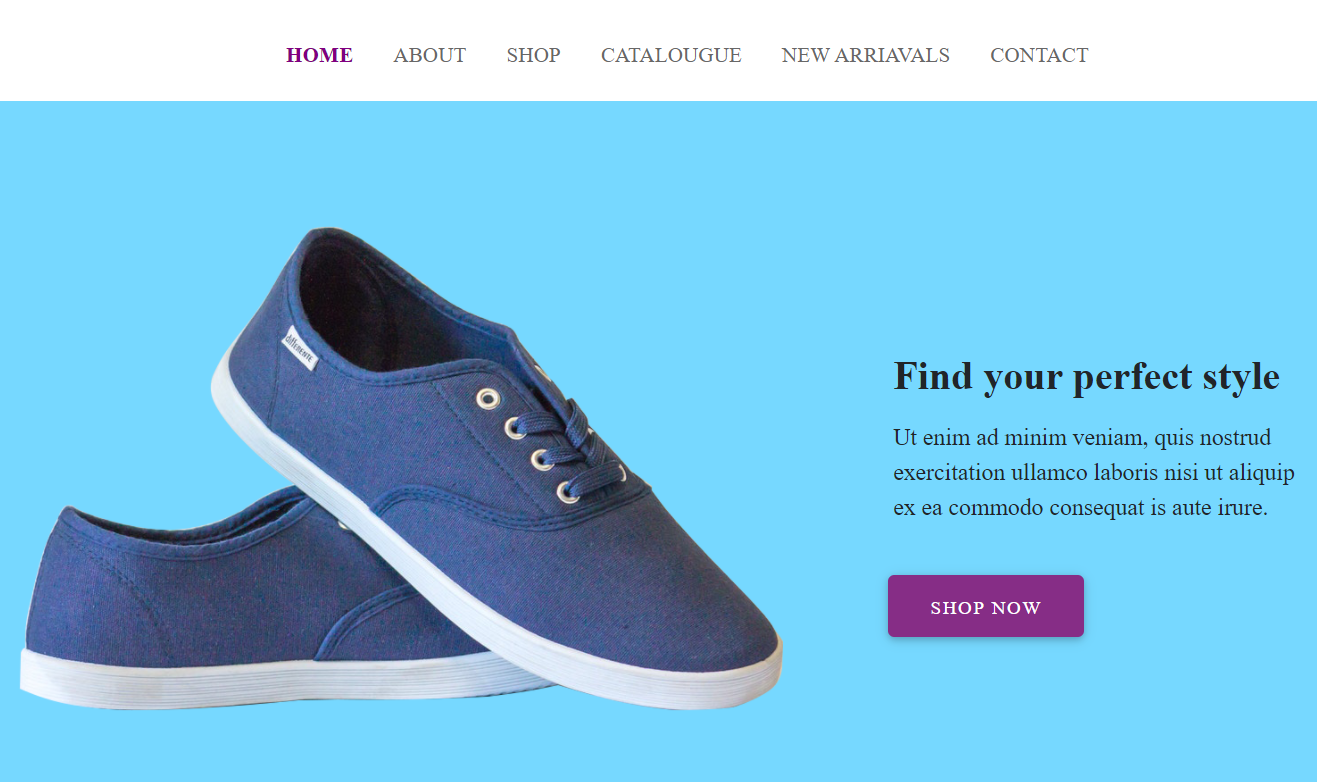 HOME ABOUT SHOP CATALOUGUE NEW ARRIAVALS CONTACT
differente
Find your perfect style
Ut enim ad minim veniam, quis nostrud
exercitation ullamco laboris nisi ut aliquip
ex ea commodo consequat is aute irure.
SHOP NOW